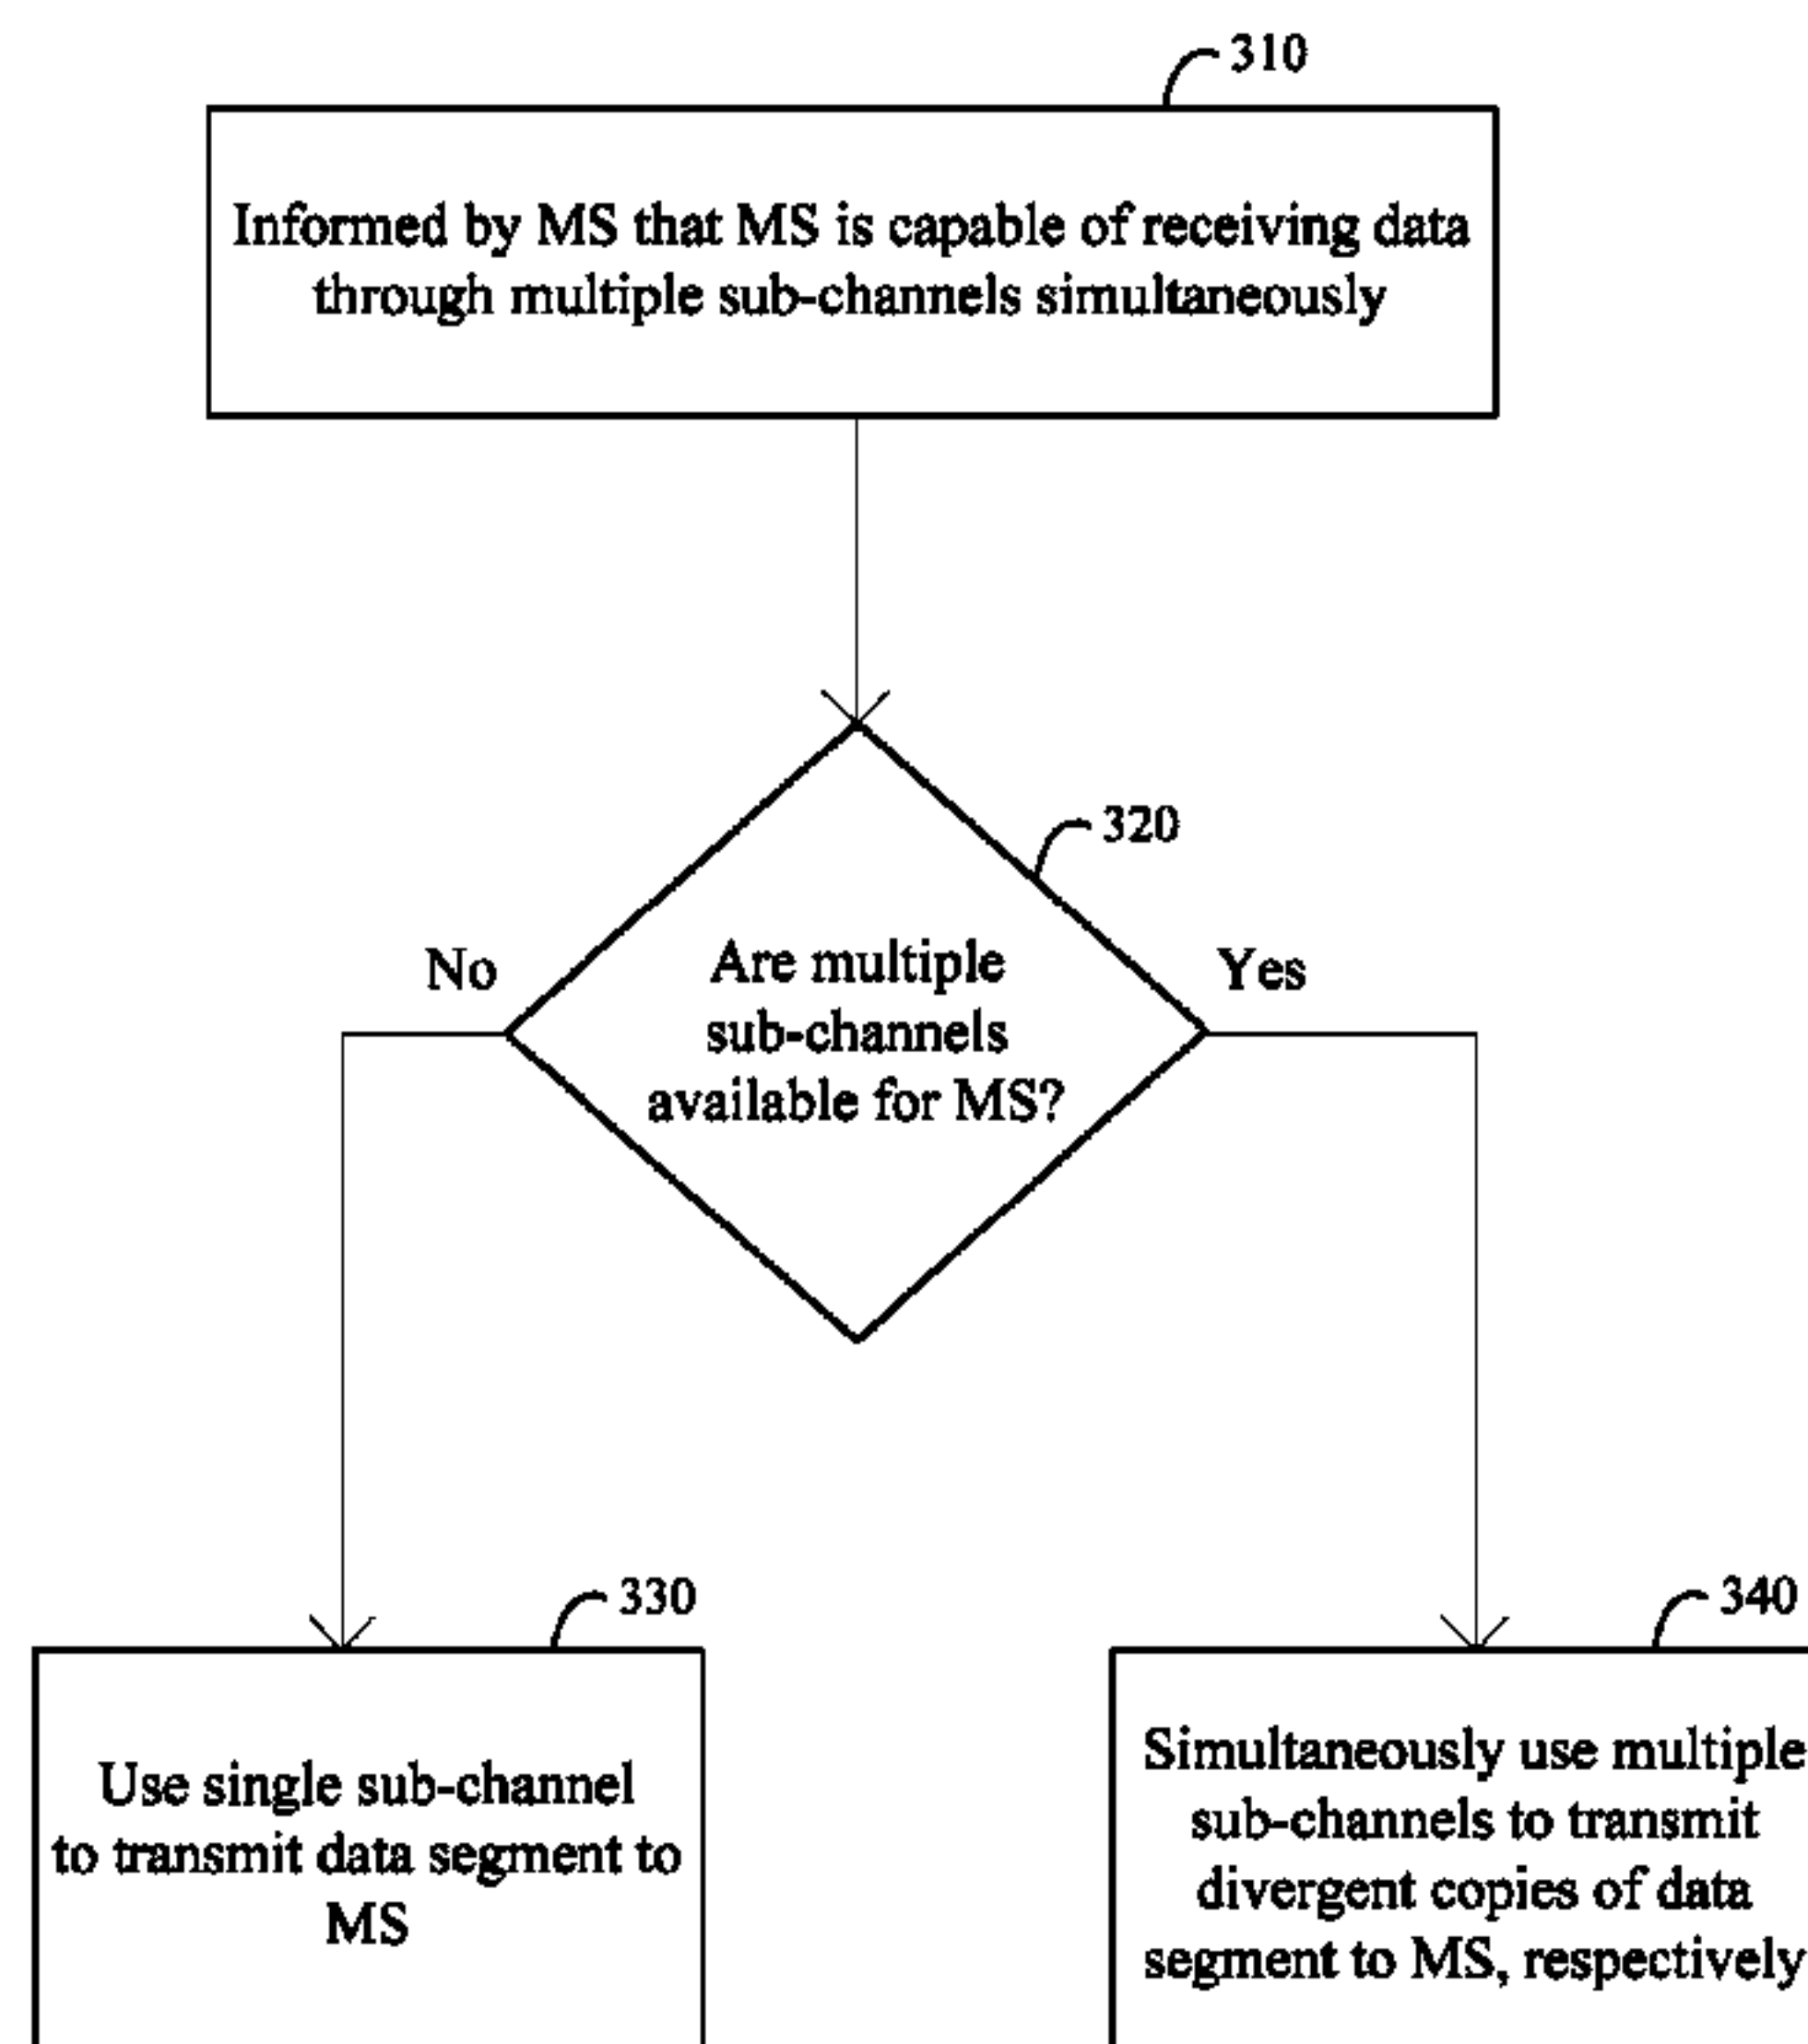 310
Informed by MS that MS is capable of receiving data
through multiple sub-channels simultaneously
320
No
Yes
Are multiple
sub-channels
available for MS?
330
340
Use single sub-channel
to transmit data segment to
MS
Simultaneously use multiple
sub-channels to transmit
divergent copies of data
segment to MS, respectively